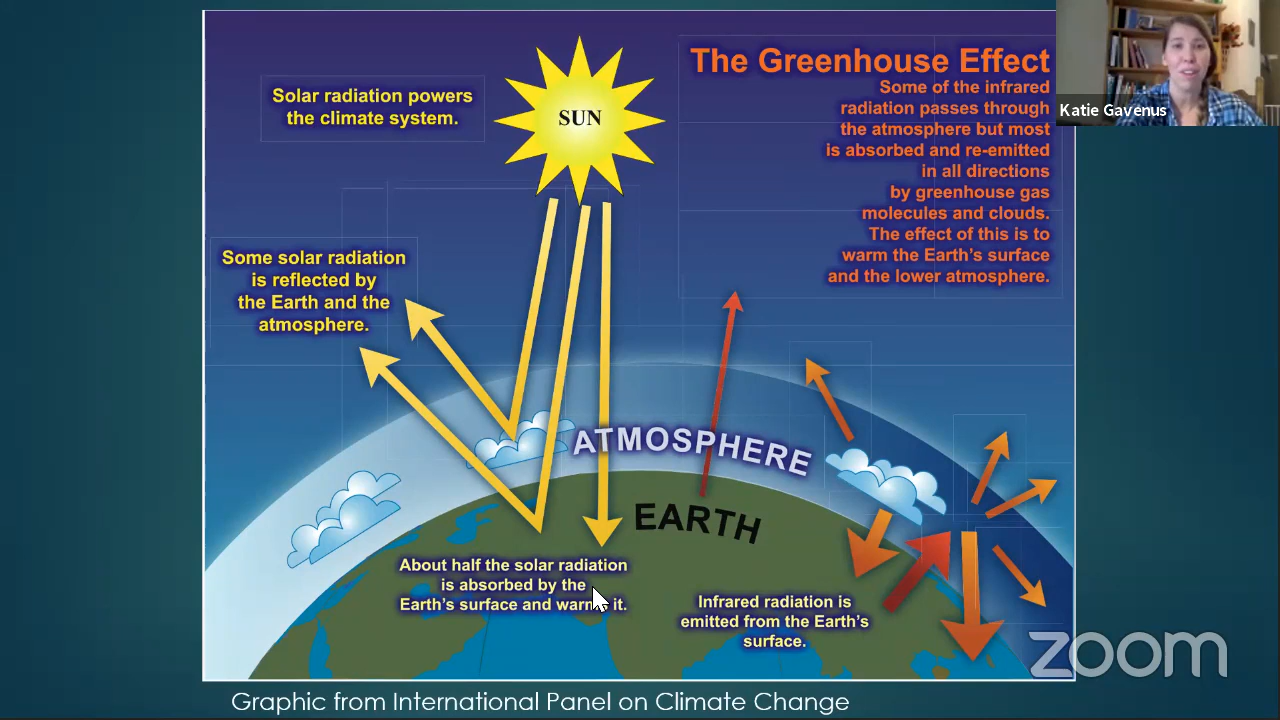 The Greenhouse Effect
Some of the infrared
radiation passes through
the atmosphere but most
is absorbed and re-emitted
in all directions
by greenhouse gas
molecules and clouds.
The effect of this is to
warm the Earth's surface
and the lower atmosphere.
Katie Gavenus
Solar radiation powers
the climate system.
SUN
Some solar radiation
is reflected by
the Earth and the
atmosphere.
ATMOSPHERE
EARTH
About half the solar radiation
is absorbed by the
Earth's surface and warms it.
Infrared radiation is
emitted from the Earth's
surface.
zoom
Graphic from International Panel on Climate Change